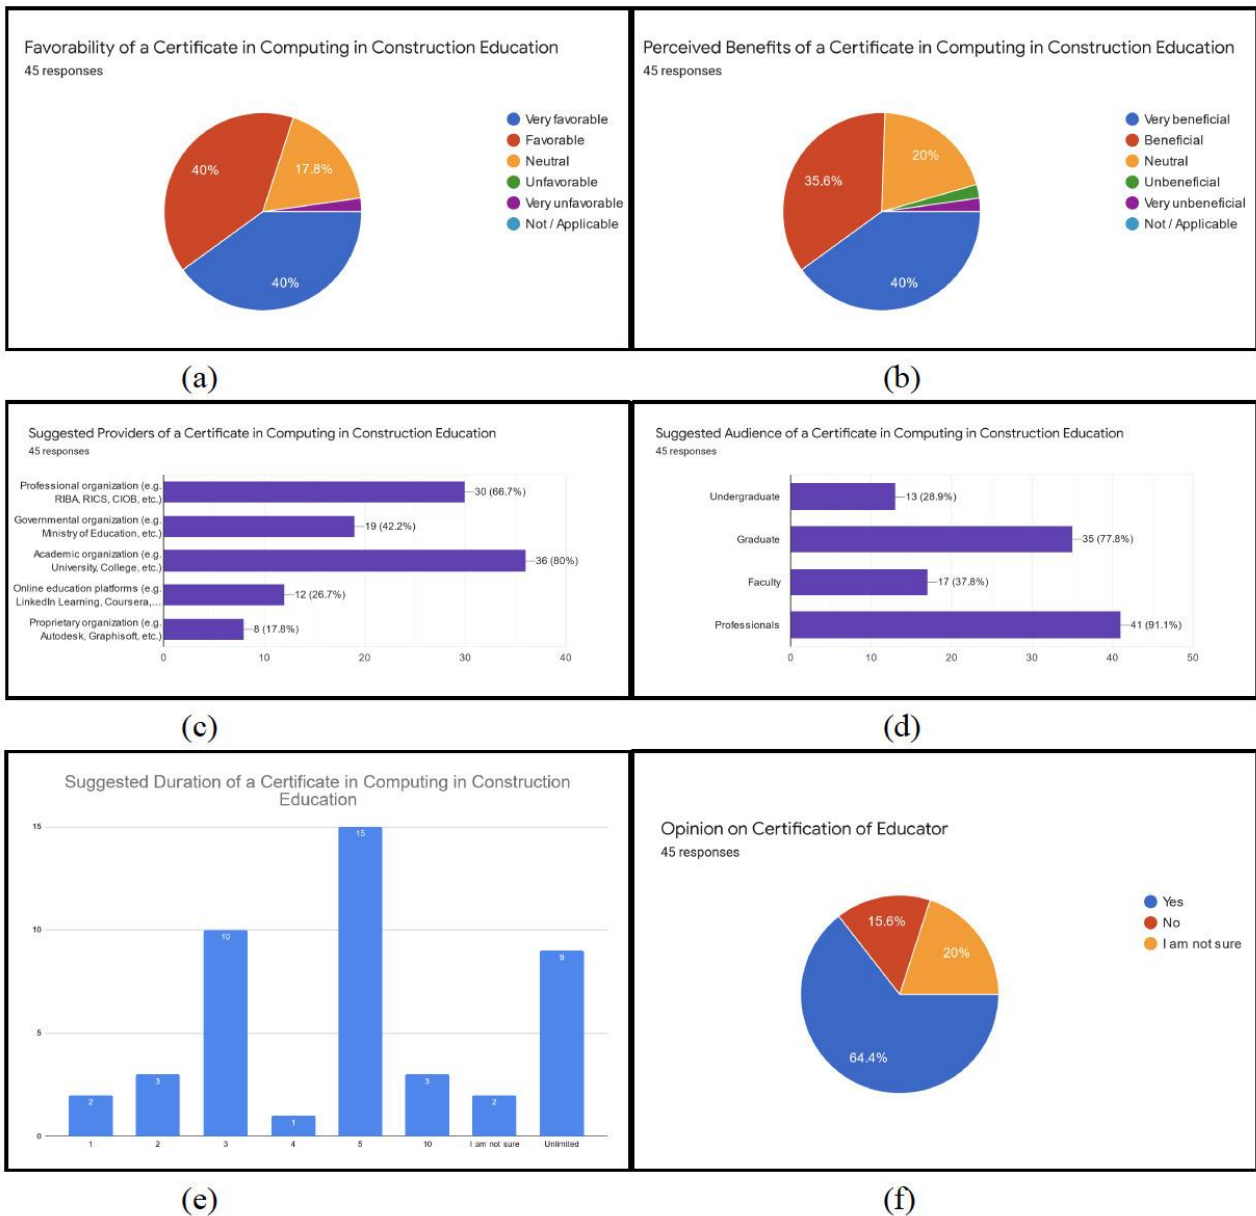 Favorability of a Certificate in Computing in Construction Education
45 responses
Very favorable
Favorable
Neutral
Unfavorable
Very unfavorable
Not / Applicable
40%
17.8%
40%
(a)
Perceived Benefits of a Certificate in Computing in Construction Education
45 responses
Very beneficial
Beneficial
Neutral
Unbeneficial
Very unbeneficial
Not / Applicable
20%
35.6%
40%
(b)
Suggested Providers of a Certificate in Computing in Construction Education
45 responses
Professional organization (e.g.
RIBA, RICS, CIOB, etc.)
30 (66.7%)
Governmental organization (e.g.
Ministry of Education, etc.)
19 (42.2%)
Academic organization (e.g.
University, College, etc.)
36 (80%)
Online education platforms (e.g.
LinkedIn Learning, Coursera,...
12 (26.7%)
Proprietary organization (e.g.
Autodesk, Graphisoft, etc.)
8 (17.8%)
0 10 20 30 40
(c)
Suggested Audience of a Certificate in Computing in Construction Education
45 responses
Undergraduate
13 (28.9%)
Graduate
35 (77.8%)
Faculty
17 (37.8%)
Professionals
41 (91.1%)
0 10 20 30 40 50
(d)
Suggested Duration of a Certificate in Computing in Construction
Education
15
10
5
0
2
3
10
1
15
3
2
9
1 2 3 4 5 10 I am not sure Unlimited
(e)
Opinion on Certification of Educator
45 responses
Yes
No
I am not sure
15.6%
20%
64.4%
(f)